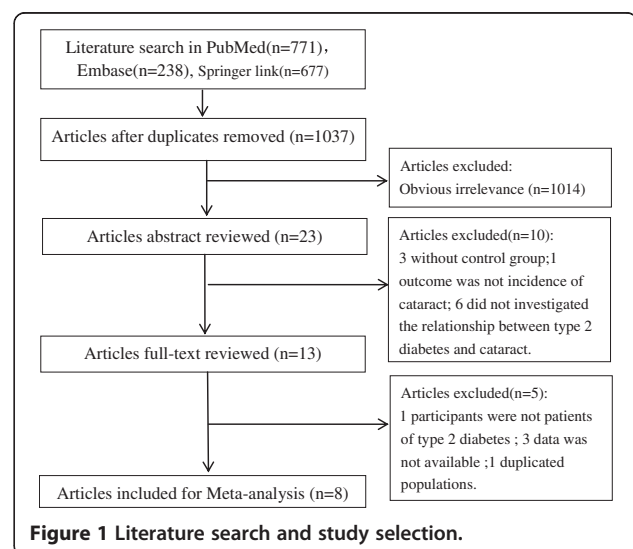 Literature search in PubMed(n=771)，
Embase(n=238), Springer link(n=677)
Articles after duplicates removed (n=1037)
Articles excluded:
Obvious irrelevance (n=1014)
Articles abstract reviewed (n=23)
Articles excluded(n=10):
3 without control group;1
outcome was not incidence of
cataract; 6 did not investigated
the relationship between type 2
diabetes and cataract.
Articles full-text reviewed (n=13)
Articles excluded(n=5):
1 participants were not patients
of type 2 diabetes ; 3 data was
not available ;1 duplicated
populations.
Articles included for Meta-analysis (n=8)
Figure 1 Literature search and study selection.